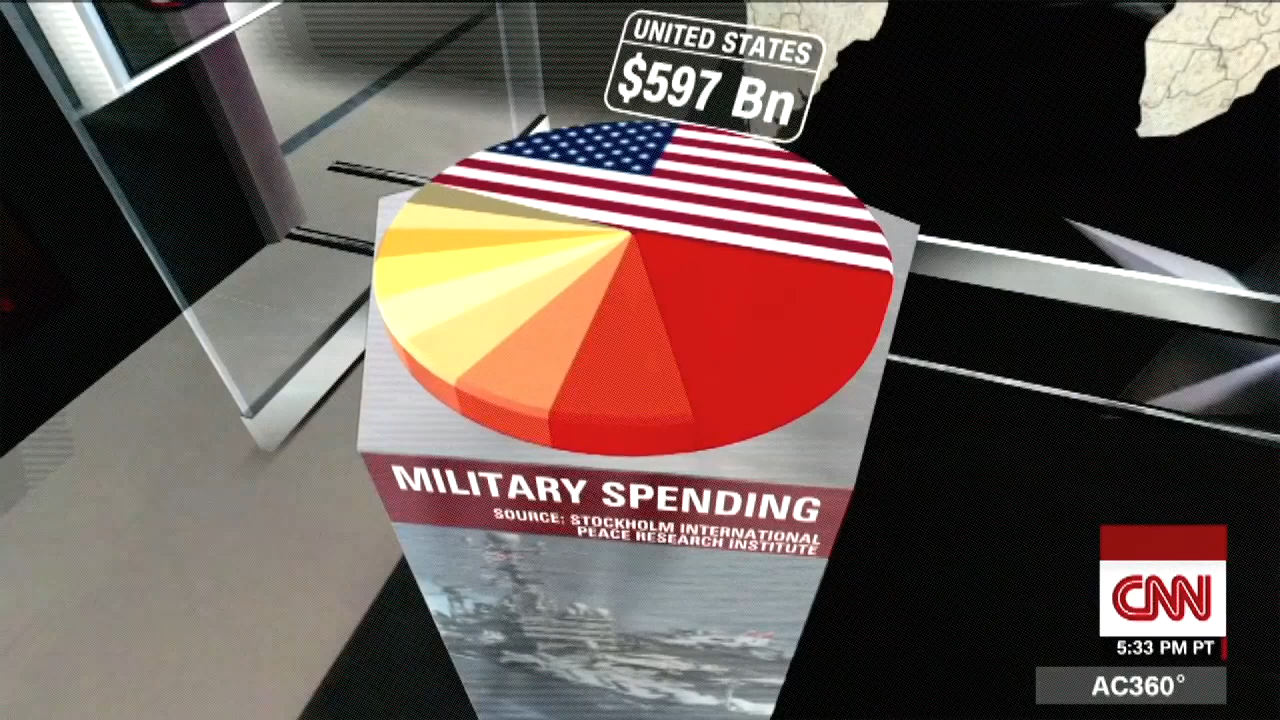 UNITED STATES
$597 Bn
MILITARY SPENDING
SOURCE: STOCKHOLM INTERNATIONAL
PEACE RESEARCH INSTITUTE
CNN
5:33 PM PT
AC360°